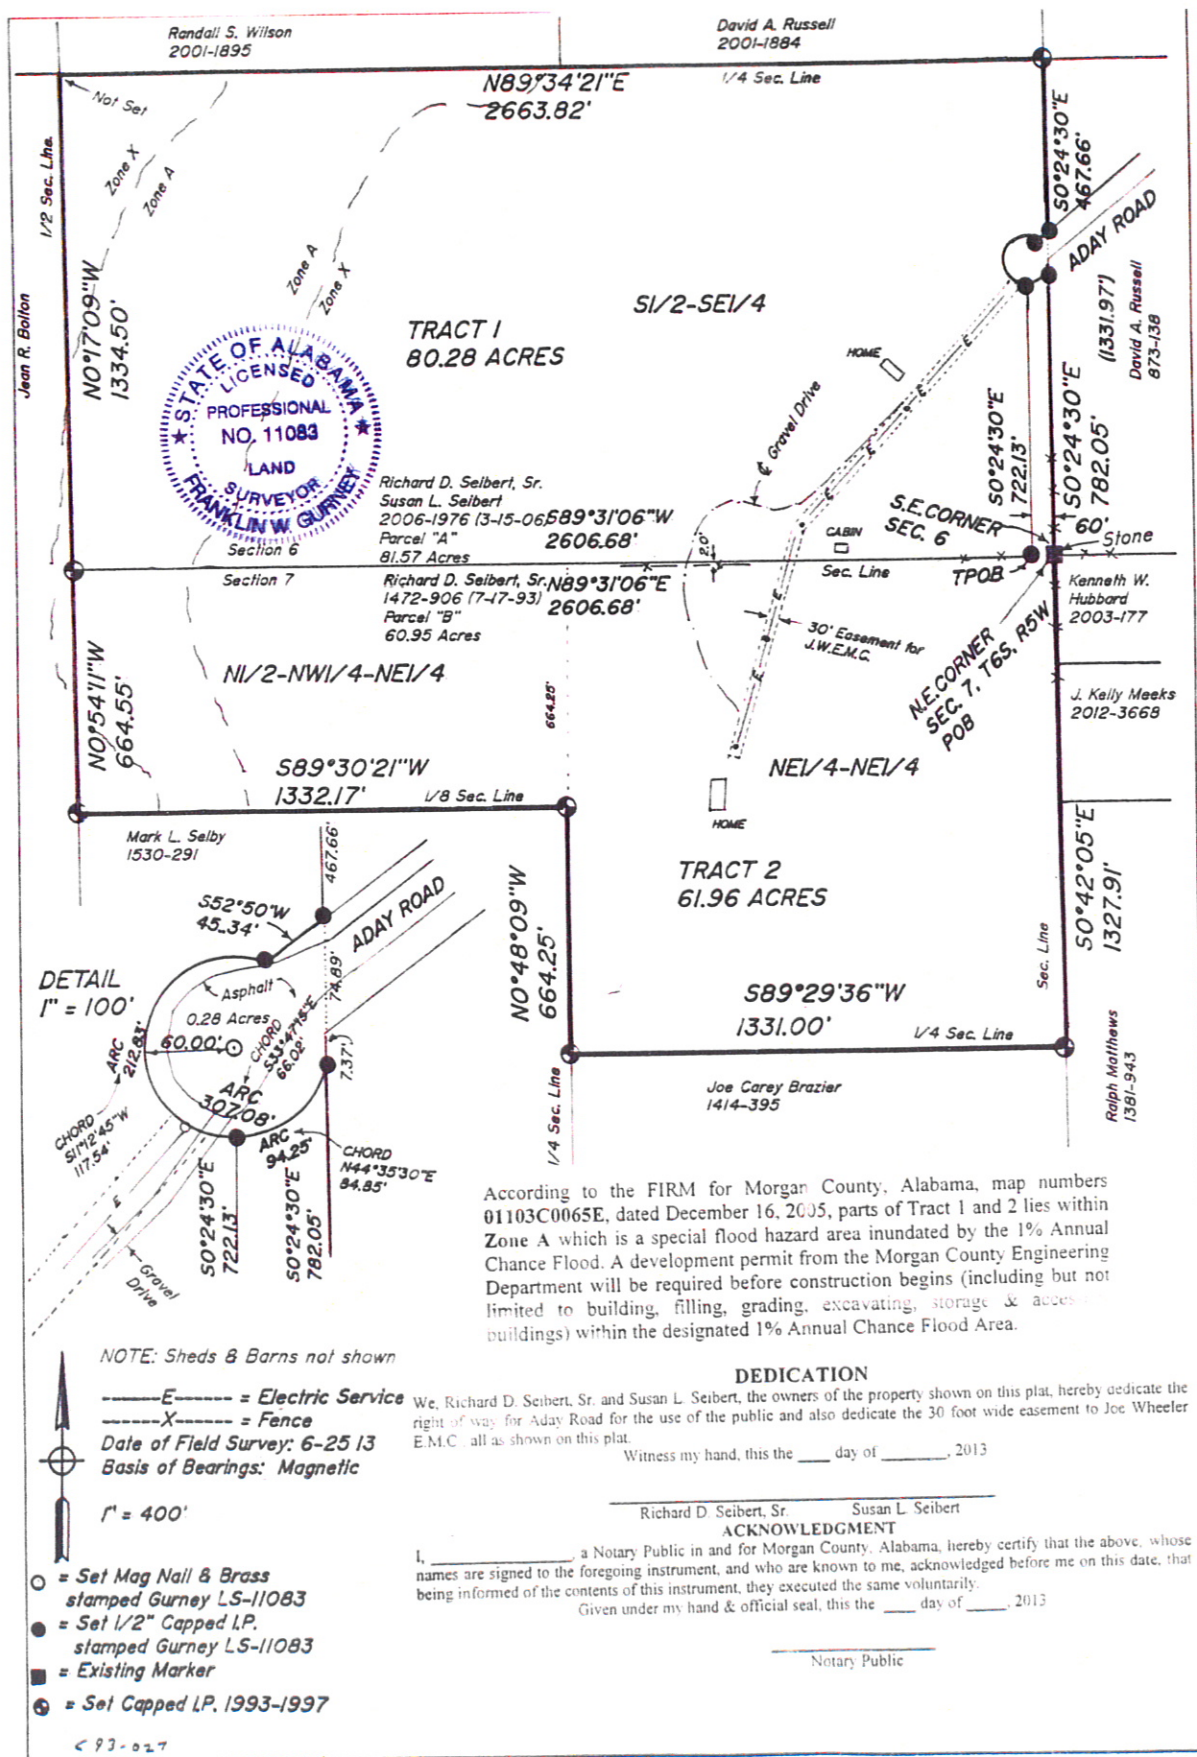 Randall S. Wilson
2001-1895
David A. Russell
2001-1884
N89°34'21"E
2663.82'
1/4 Sec. Line
Not Set
1/2 Sec. Line
Zone X
Zone A
Zone A
Zone X
S0°24'30"E
467.66'
ADAY ROAD
N0°17'09"W
1334.50'
Jean R. Bolton
S1/2-SE1/4
TRACT 1
80.28 ACRES
(1331.97')
David A. Russell
873-138
HOME
STATE OF ALABAMA
LICENSED
PROFESSIONAL
NO. 11083
LAND
SURVEYOR
FRANKLIN W. GURNEY
℄ Gravel Drive
S0°24'30"E
722.13'
S0°24'30"E
782.05'
Richard D. Seibert, Sr.
Susan L. Seibert
2006-1976 (3-15-06)
Parcel "A"
81.57 Acres
S89°31'06"W
2606.68'
S.E. CORNER
SEC. 6
60'
Stone
CABIN
2.0'
Section 6
Section 7
Sec. Line
TPOB
Richard D. Seibert, Sr.
1472-906 (7-17-93)
Parcel "B"
60.95 Acres
N89°31'06"E
2606.68'
Kenneth W.
Hubbard
2003-177
30' Easement for
J.W.E.M.C.
N.E. CORNER
SEC. 7, T6S, R5W
POB
N1/2-NW1/4-NE1/4
664.25'
J. Kelly Meeks
2012-3668
N0°54'11"W
664.55'
S89°30'21"W
1332.17'
1/8 Sec. Line
NE1/4-NE1/4
HOME
Mark L. Selby
1530-291
TRACT 2
61.96 ACRES
S0°42'05"E
1327.91'
Sec. Line
N0°48'09"W
664.25'
S89°29'36"W
1331.00'
1/4 Sec. Line
1/4 Sec. Line
Joe Carey Brazier
1414-395
Ralph Matthews
1381-943
467.66'
S52°50'W
45.34'
ADAY ROAD
DETAIL
1" = 100'
Asphalt
74.89'
0.28 Acres
60.00'
CHORD
S33°47'15"E
66.02'
ARC
212.83'
ARC
307.08'
7.37'
CHORD
S11°12'45"W
117.54'
ARC
94.25'
CHORD
N44°35'30"E
84.85'
S0°24'30"E
722.13'
S0°24'30"E
782.05'
E
Gravel
Drive
According to the FIRM for Morgan County, Alabama, map numbers
01103C0065E, dated December 16, 2005, parts of Tract 1 and 2 lies within
Zone A which is a special flood hazard area inundated by the 1% Annual
Chance Flood. A development permit from the Morgan County Engineering
Department will be required before construction begins (including but not
limited to building, filling, grading, excavating, storage &
buildings) within the designated 1% Annual Chance Flood Area.
NOTE: Sheds & Barns not shown
-------E------- = Electric Service
-------X------- = Fence
Date of Field Survey: 6-25 13
Basis of Bearings: Magnetic
1" = 400'
DEDICATION
We, Richard D. Seibert, Sr. and Susan L. Seibert, the owners of the property shown on this plat, hereby dedicate the
right of way for Aday Road for the use of the public and also dedicate the 30 foot wide easement to Joe Wheeler
E.M.C. all as shown on this plat.
Witness my hand, this the ____ day of ________, 2013
Richard D. Seibert, Sr. Susan L. Seibert
ACKNOWLEDGMENT
I, ________________, a Notary Public in and for Morgan County, Alabama, hereby certify that the above, whose
names are signed to the foregoing instrument, and who are known to me, acknowledged before me on this date, that
being informed of the contents of this instrument, they executed the same voluntarily.
Given under my hand & official seal, this the ____ day of _____, 2013
Notary Public
= Set Mag Nail & Brass
stamped Gurney LS-11083
= Set 1/2" Capped I.P.
stamped Gurney LS-11083
= Existing Marker
= Set Capped I.P. 1993-1997
C 93-027